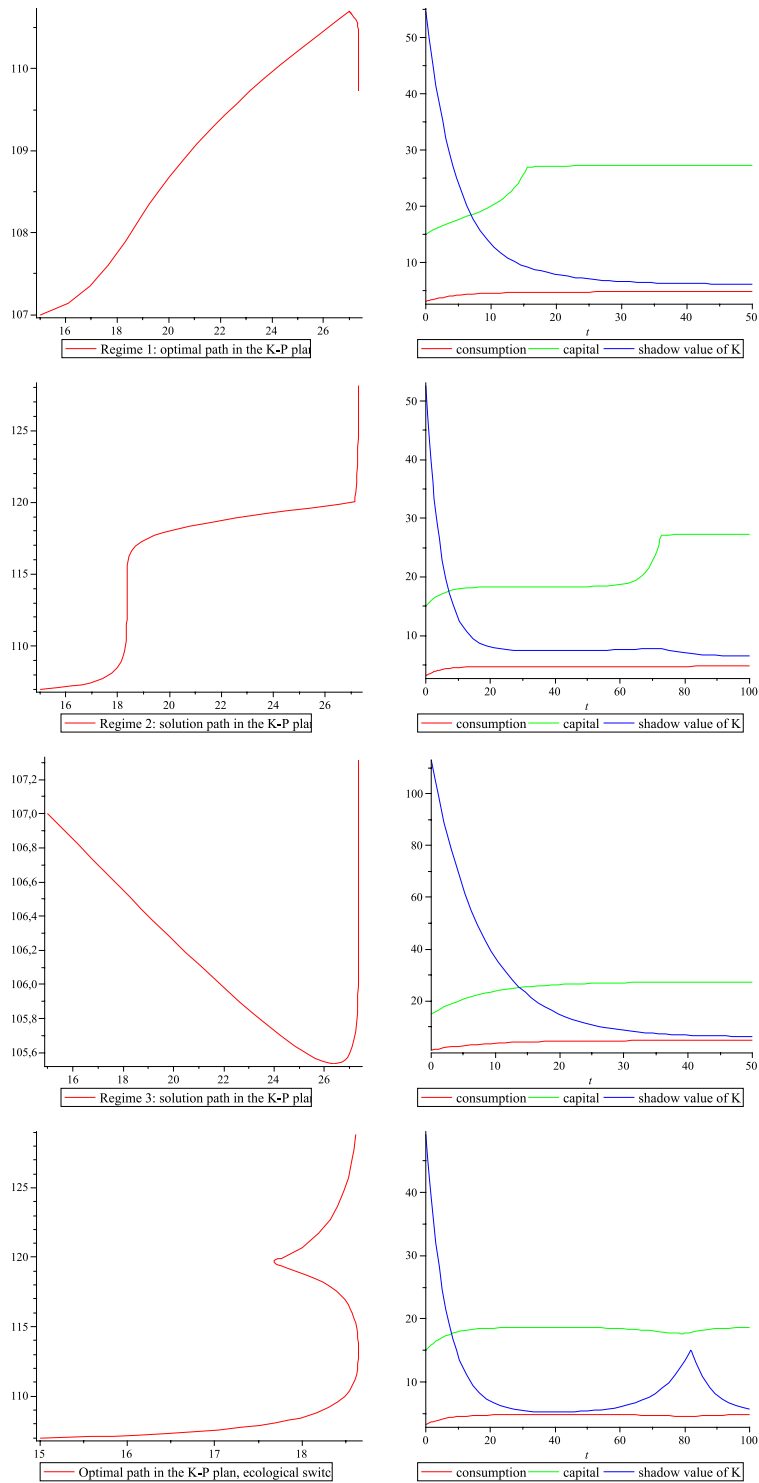 110
109
108
107
16 18 20 22 24 26
Regime 1: optimal path in the K-P plan
50
40
30
20
10
0 10 20 30 40 50
t
consumption capital shadow value of K
125
120
115
110
16 18 20 22 24 26
Regime 2: solution path in the K-P plan
50
40
30
20
10
0 20 40 60 80 100
t
consumption capital shadow value of K
107,2
107,0
106,8
106,6
106,4
106,2
106,0
105,8
105,6
16 18 20 22 24 26
Regime 3: solution path in the K-P plan
100
80
60
40
20
0 10 20 30 40 50
t
consumption capital shadow value of K
125
120
115
110
15 16 17 18
Optimal path in the K-P plan, ecological switc
40
30
20
10
0 20 40 60 80 100
t
consumption capital shadow value of K